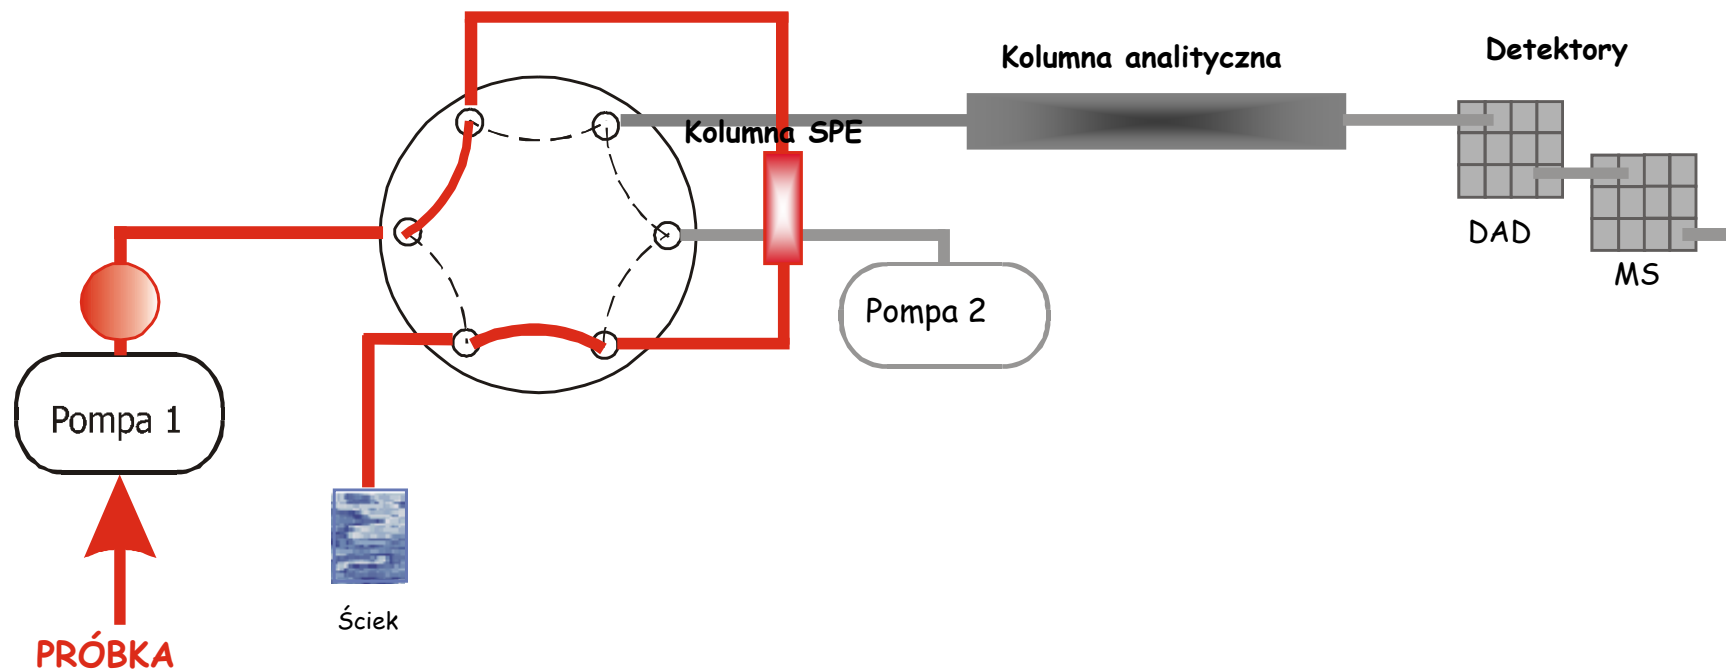 Kolumna analityczna
Detektory
Kolumna SPE
DAD
MS
Pompa 2
Pompa 1
Ściek
PRÓBKA